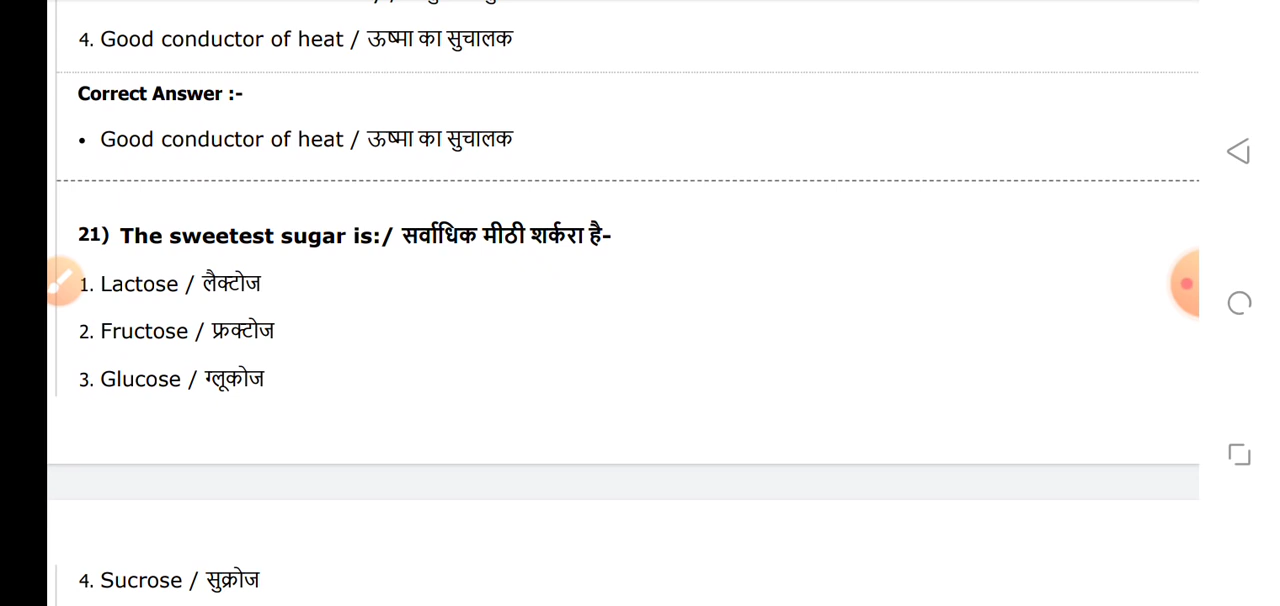 4. Good conductor of heat / ऊष्मा का सुचालक
Correct Answer :-
• Good conductor of heat / ऊष्मा का सुचालक
21) The sweetest sugar is:/ सर्वाधिक मीठी शर्करा है-
1. Lactose / लैक्टोज
2. Fructose / फ्रक्टोज
3. Glucose / ग्लूकोज
4. Sucrose / सुक्रोज